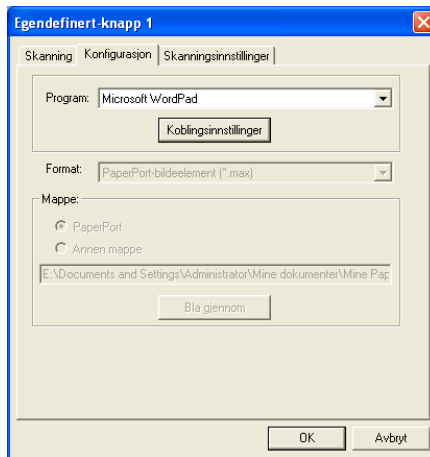 Egendefinert-knapp 1
Skanning Konfigurasjon Skanningsinnstillinger
Program: Microsoft WordPad
Koblingsinnstillinger
Format: PaperPort-bildeelement (*.max)
Mappe:
PaperPort
Annen mappe
E:\Documents and Settings\Administrator\Mine dokumenter\Mine Pap
Bla gjennom
OK Avbryt